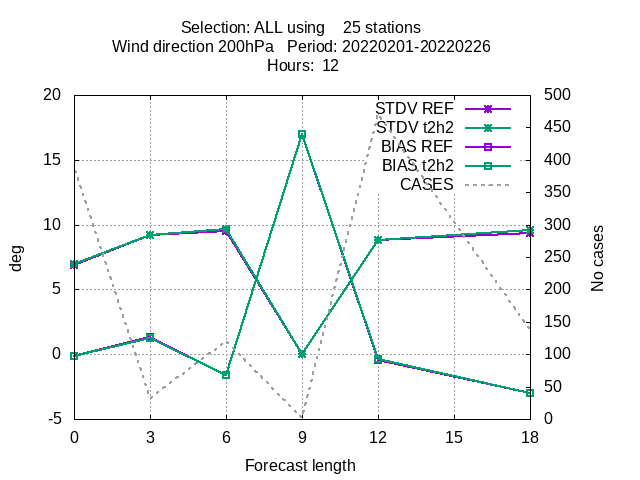 Selection: ALL using    25 stations
Wind direction 200hPa   Period: 20220201-20220226
Hours:  12
STDV REF
STDV t2h2
BIAS REF
BIAS t2h2
CASES
20
15
10
5
0
-5
deg
500
450
400
350
300
250
200
150
100
50
0
No cases
0 3 6 9 12 15 18
Forecast length